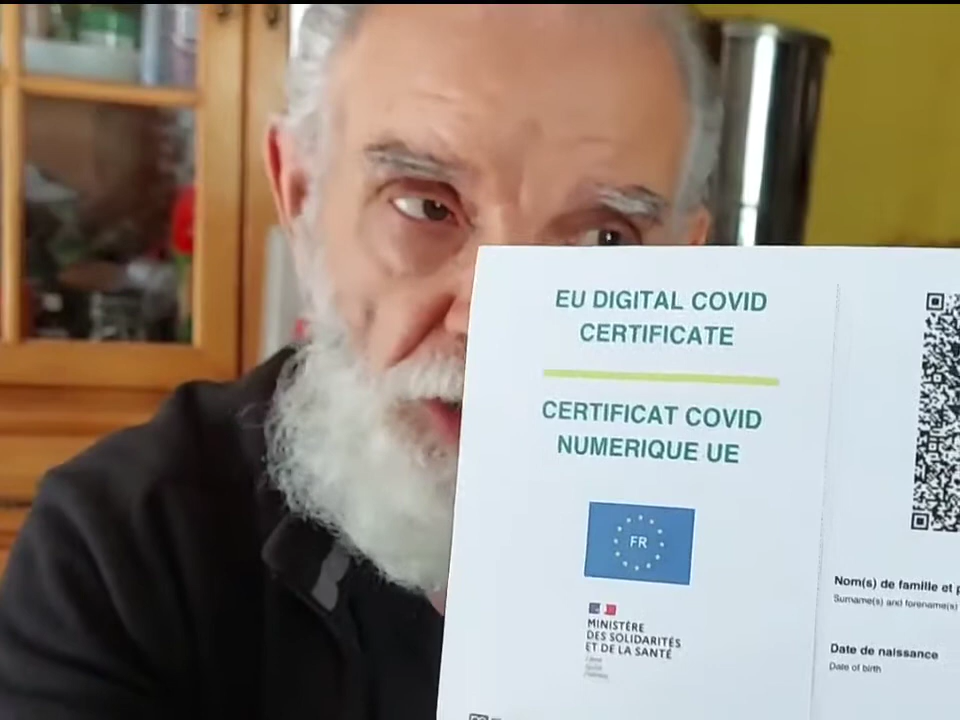 EU DIGITAL COVID
CERTIFICATE
CERTIFICAT COVID
NUMERIQUE UE
FR
MINISTÈRE
DES SOLIDARITÉS
ET DE LA SANTÉ
Nom(s) de famille et
Surname(s) and forename(s)
Date de naissance
Date of birth